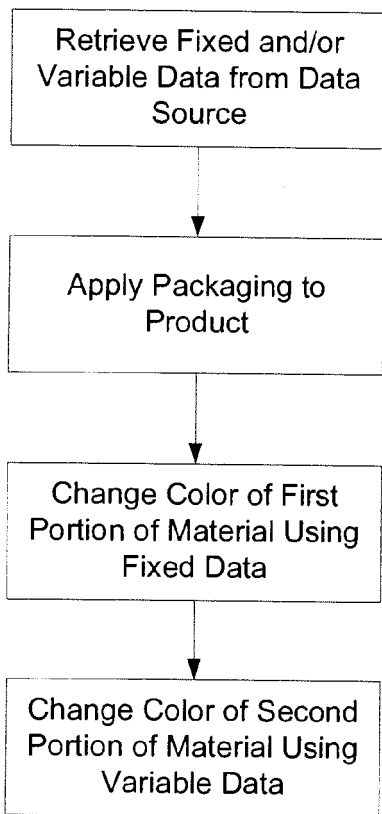 Retrieve Fixed and/or
Variable Data from Data
Source
Apply Packaging to
Product
Change Color of First
Portion of Material Using
Fixed Data
Change Color of Second
Portion of Material Using
Variable Data